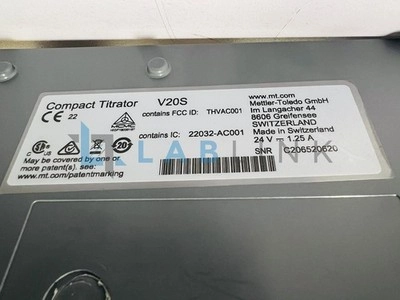 Compact Titrator V20S
CE 22
contains FCC ID: THVAC001
contains IC: 22032-AC001
www.mt.com
Mettler-Toledo GmbH
Im Langacher 44
8606 Greifensee
SWITZERLAND
Made in Switzerland
24 V 1.25 A
SNR C206520620
Covered by one or more
patent(s), see
www.mt.com/patentmarking
LABLINK